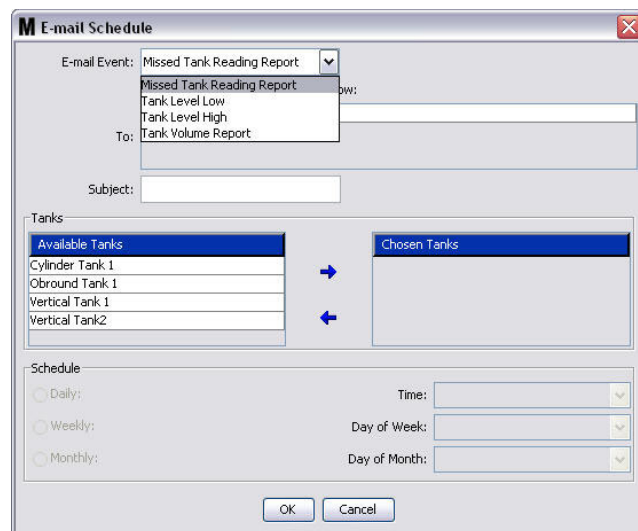 M E-mail Schedule
E-mail Event: Missed Tank Reading Report
Missed Tank Reading Report
Tank Level Low
Tank Level High
Tank Volume Report
To:
Subject:
Tanks
Available Tanks
Chosen Tanks
Cylinder Tank 1
Obround Tank 1
Vertical Tank 1
Vertical Tank2
Schedule
Daily: Time:
Weekly: Day of Week:
Monthly: Day of Month:
OK Cancel